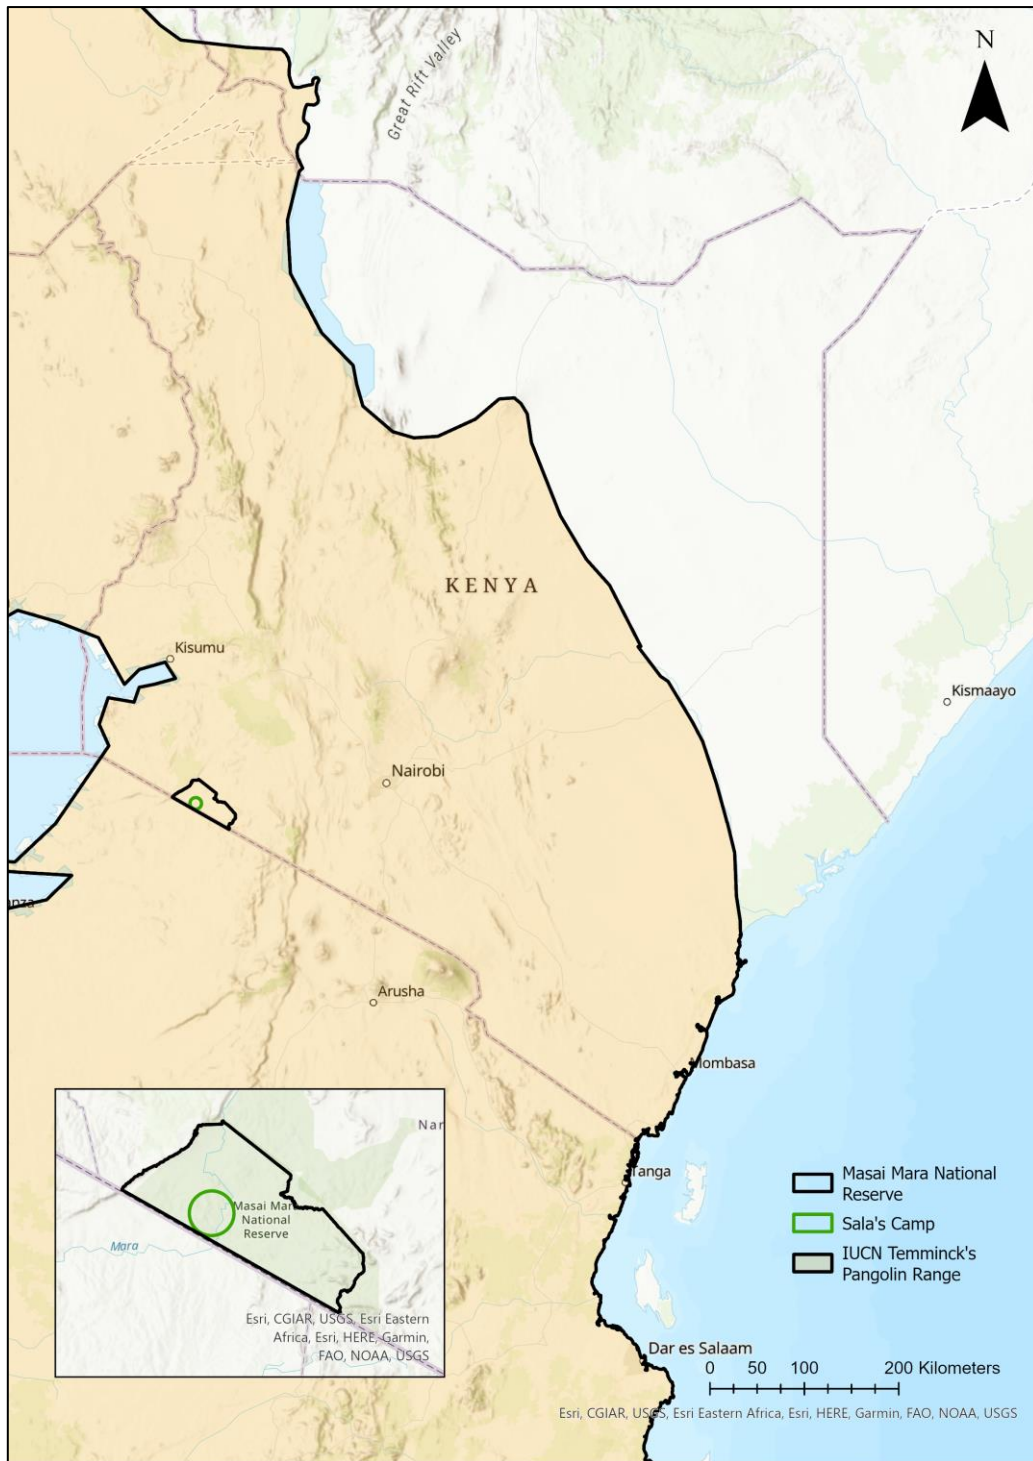 Great Rift Valley
N
KENYA
Kisumu
Kismaayo
Nairobi
Arusha
Mombasa
Tanga
Nar
Masai Mara
National
Reserve
Mara
Esri, CGIAR, USGS, Esri Eastern
Africa, Esri, HERE, Garmin,
FAO, NOAA, USGS
Masai Mara National
Reserve
Sala's Camp
IUCN Temminck's
Pangolin Range
Dar es Salaam
0 50 100 200 Kilometers
Esri, CGIAR, USGS, Esri Eastern Africa, Esri, HERE, Garmin, FAO, NOAA, USGS